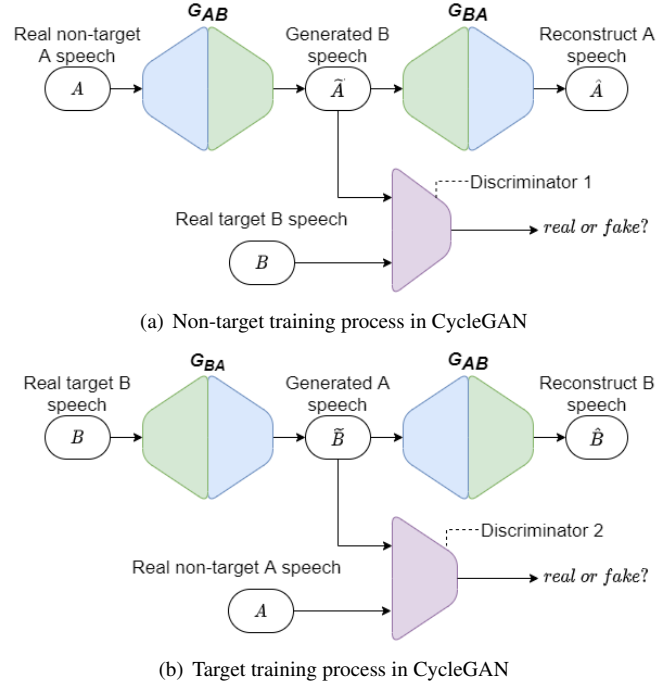 G_AB
G_BA
Real non-target
A speech
Generated B
speech
Reconstruct A
speech
A
Ã
Â
Discriminator 1
Real target B speech
B
real or fake?
(a) Non-target training process in CycleGAN
G_BA
G_AB
Real target B
speech
Generated A
speech
Reconstruct B
speech
B
B̃
B̂
Discriminator 2
Real non-target A speech
A
real or fake?
(b) Target training process in CycleGAN